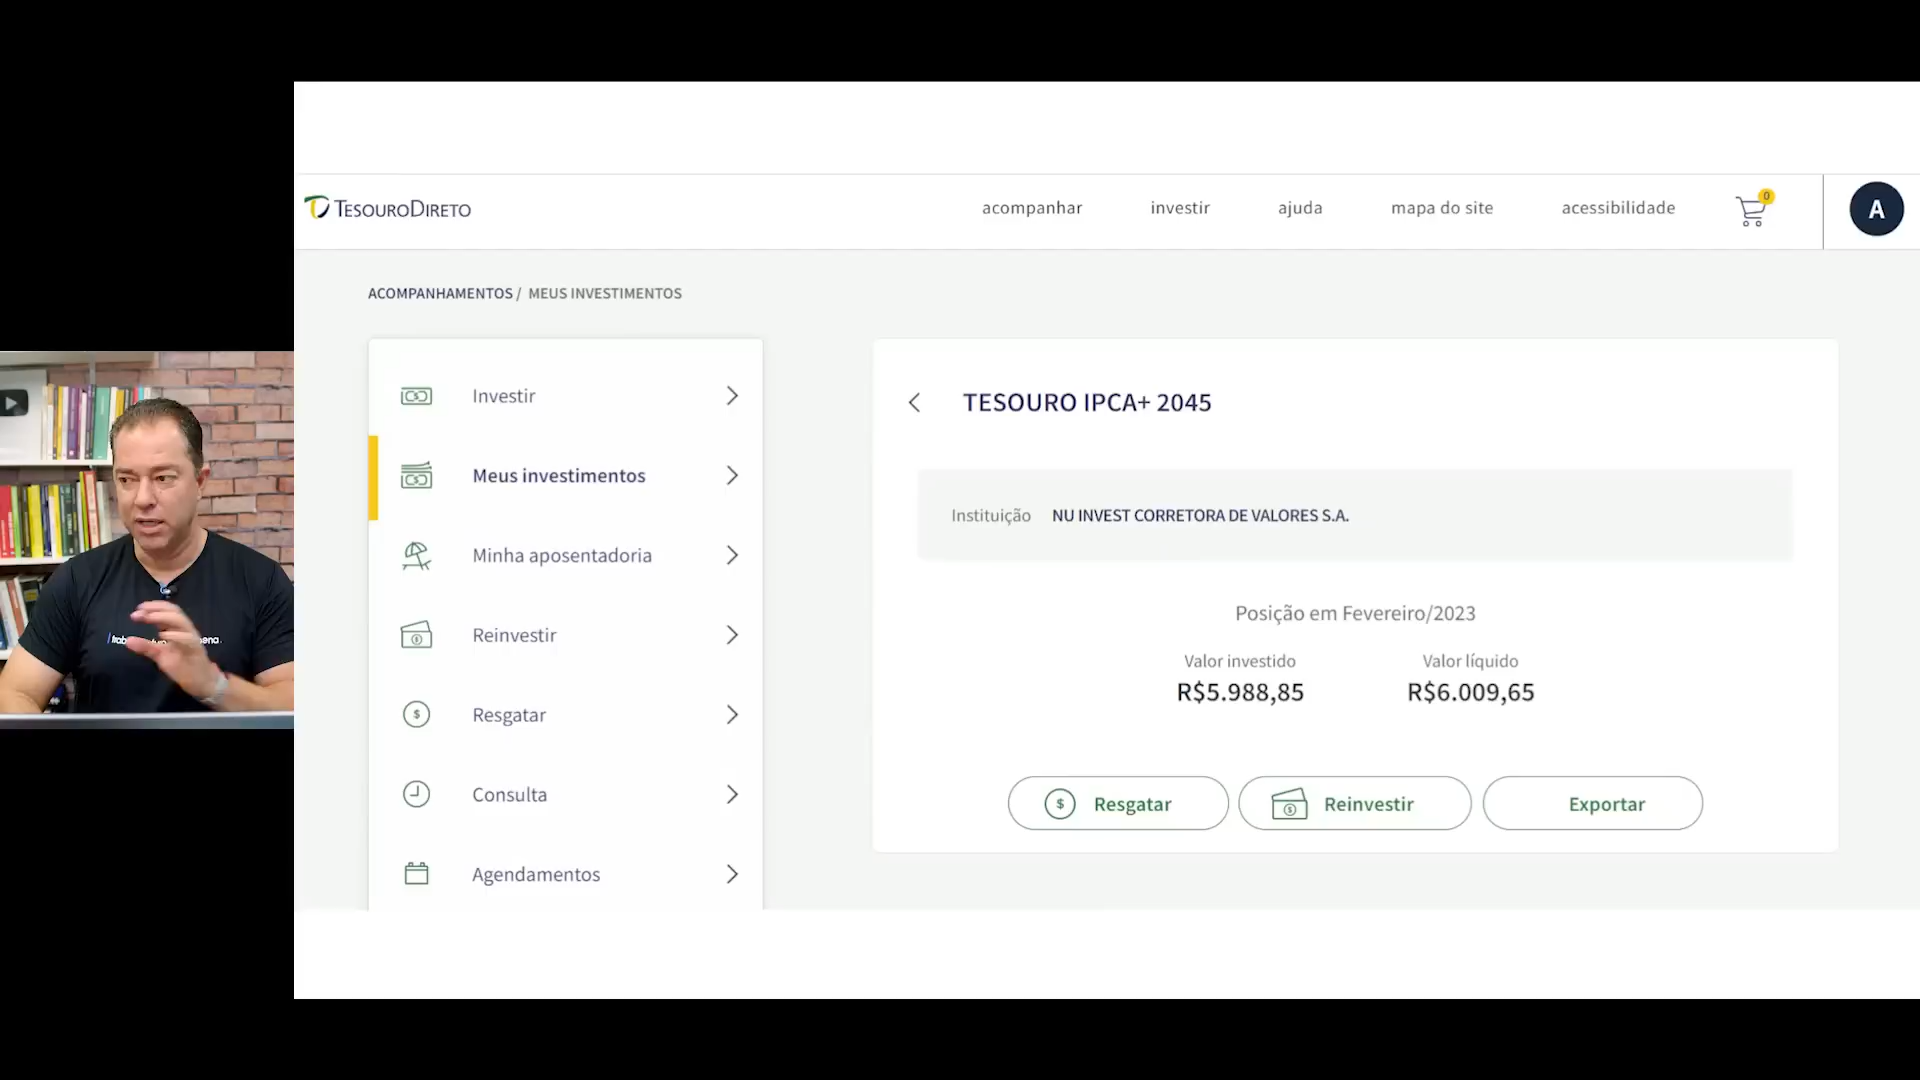 TESOURODIRETO
acompanhar
investir
ajuda
mapa do site
acessibilidade
0
A
ACOMPANHAMENTOS / MEUS INVESTIMENTOS
Investir
Meus investimentos
Minha aposentadoria
Reinvestir
Resgatar
Consulta
Agendamentos
TESOURO IPCA+ 2045
Instituição NU INVEST CORRETORA DE VALORES S.A.
Posição em Fevereiro/2023
Valor investido
R$5.988,85
Valor líquido
R$6.009,65
Resgatar
Reinvestir
Exportar